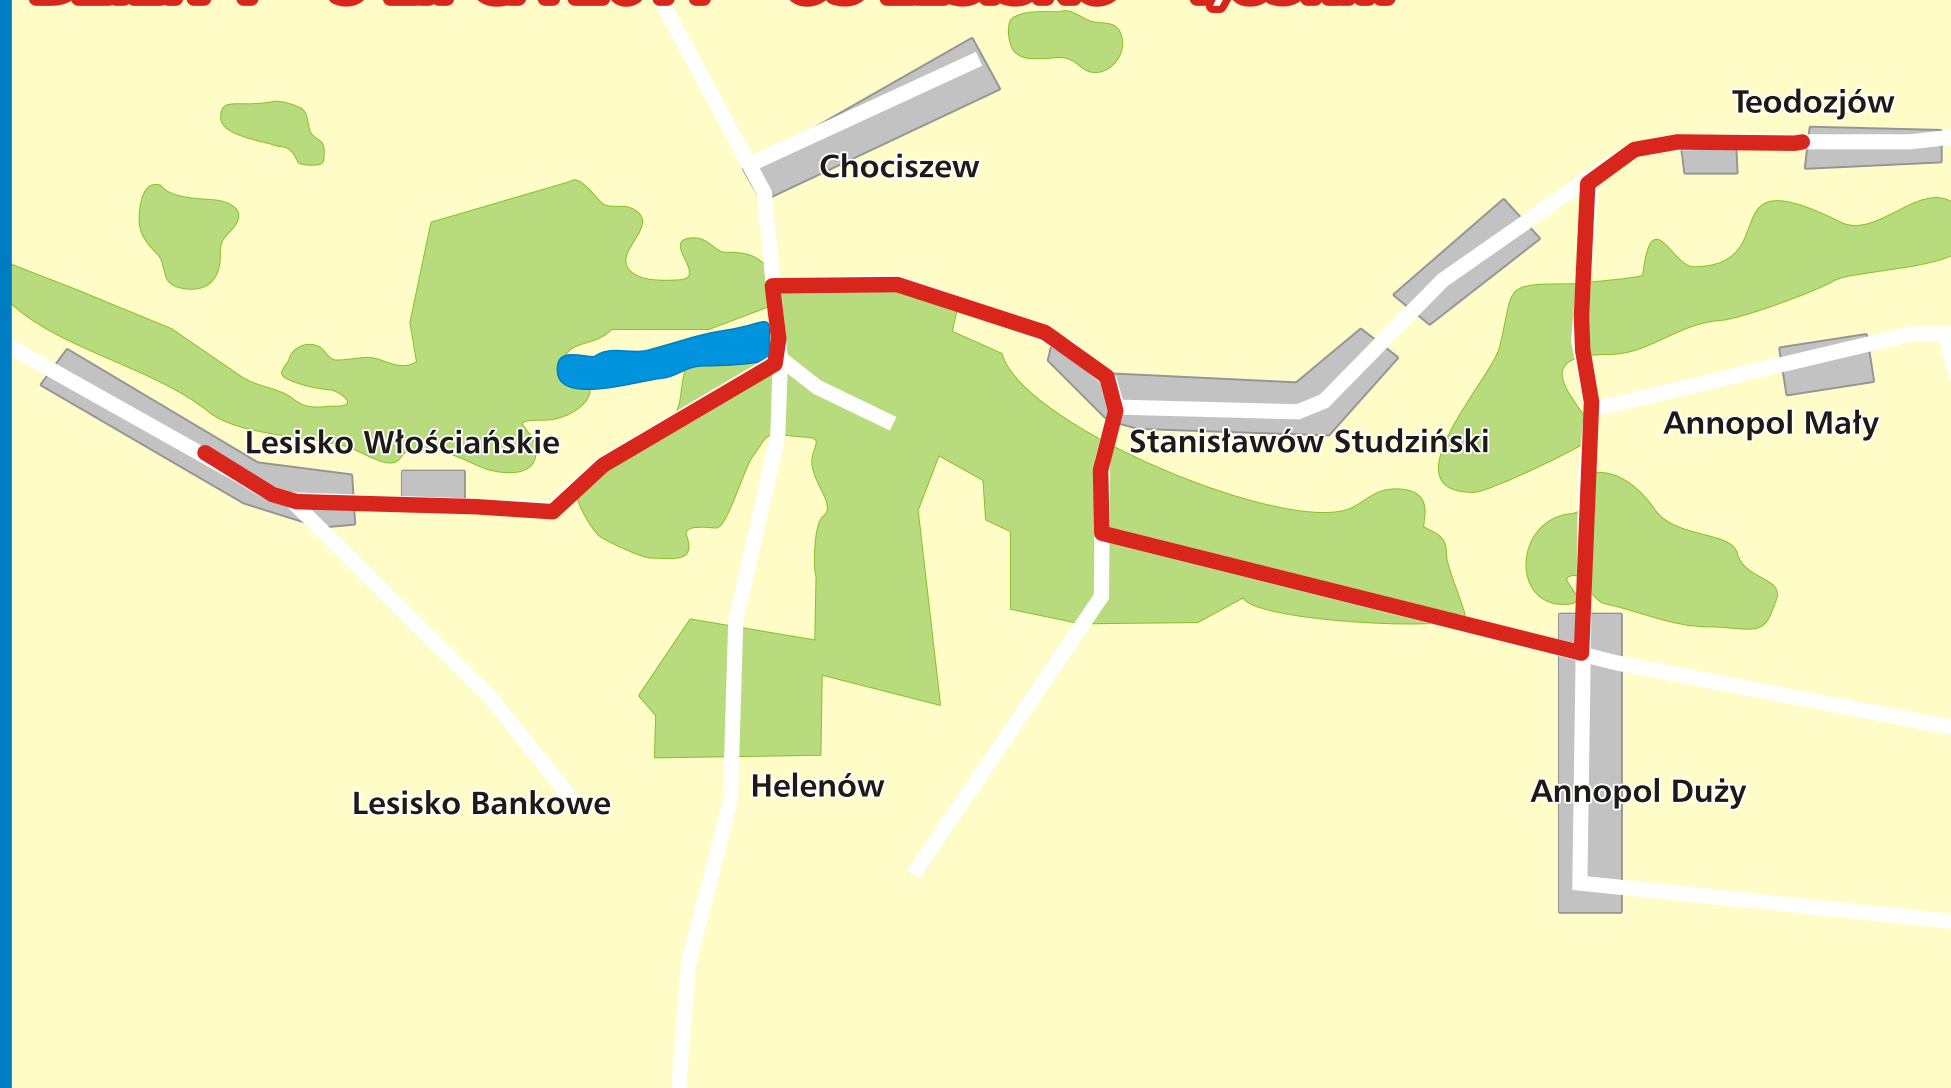 Teodozjów
Chociszew
Annopol Mały
Stanisławów Studziński
Lesisko Włościańskie
Helenów
Annopol Duży
Lesisko Bankowe